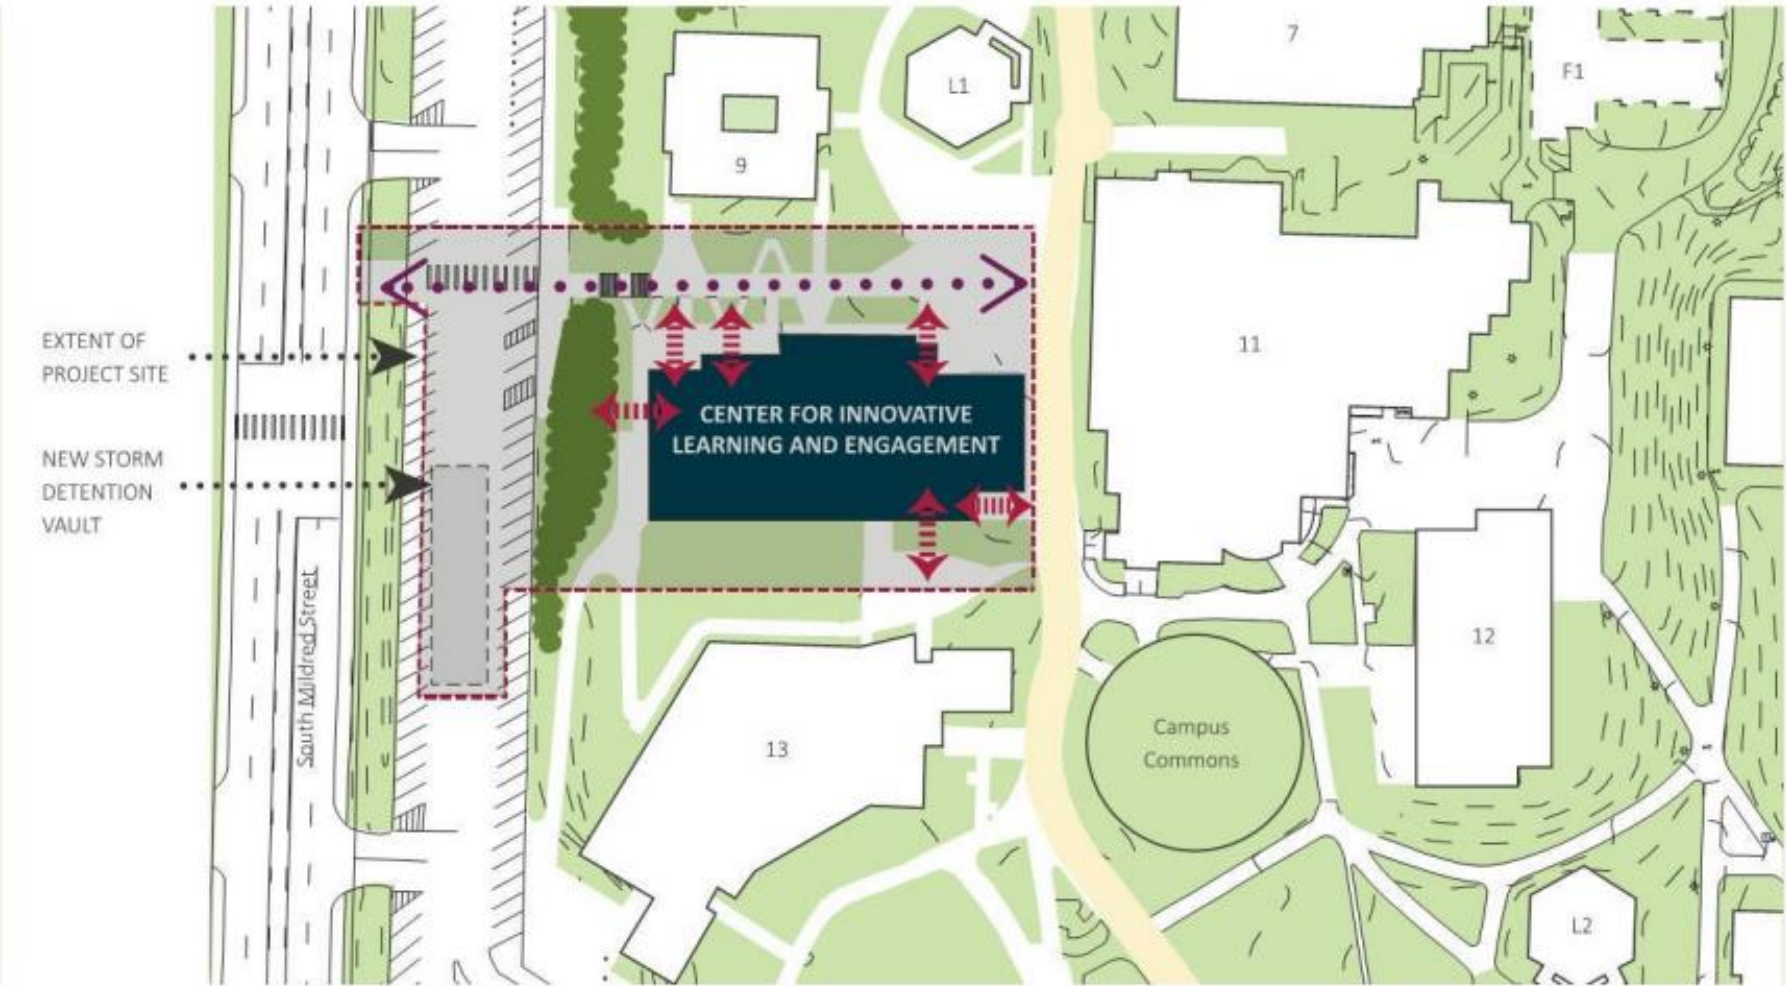 7
F1
L1
9
EXTENT OF
PROJECT SITE
11
CENTER FOR INNOVATIVE
LEARNING AND ENGAGEMENT
NEW STORM
DETENTION
VAULT
South Mildred Street
12
13
Campus
Commons
L2